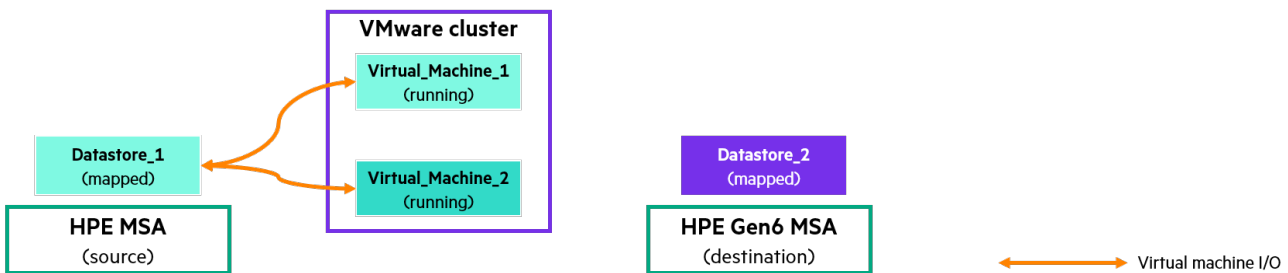 VMware cluster
Virtual_Machine_1
(running)
Datastore_1
(mapped)
Virtual_Machine_2
(running)
Datastore_2
(mapped)
HPE MSA
(source)
HPE Gen6 MSA
(destination)
Virtual machine I/O